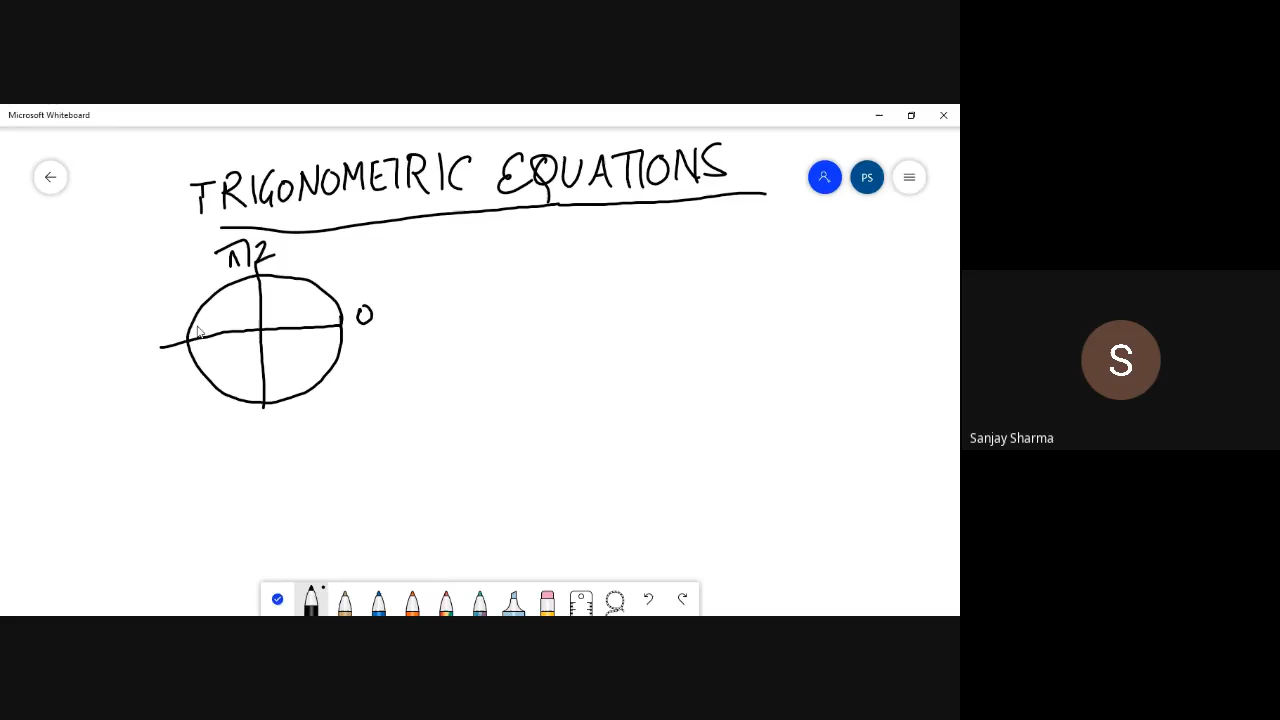 Microsoft Whiteboard
TRIGONOMETRIC EQUATIONS
PS
π/2
0
S
Sanjay Sharma